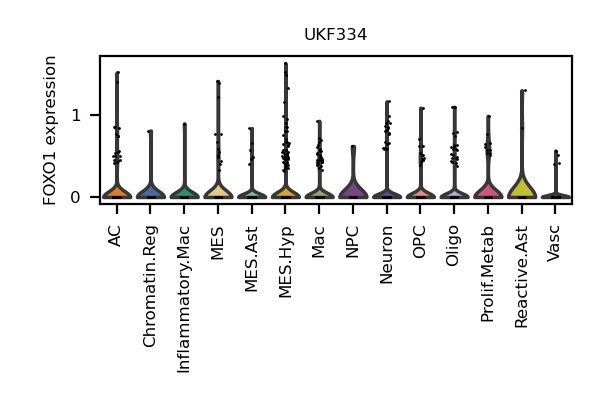 UKF334
FOXO1 expression
1
0
AC
Chromatin.Reg
Inflammatory.Mac
MES
MES.Ast
MES.Hyp
Mac
NPC
Neuron
OPC
Oligo
Prolif.Metab
Reactive.Ast
Vasc